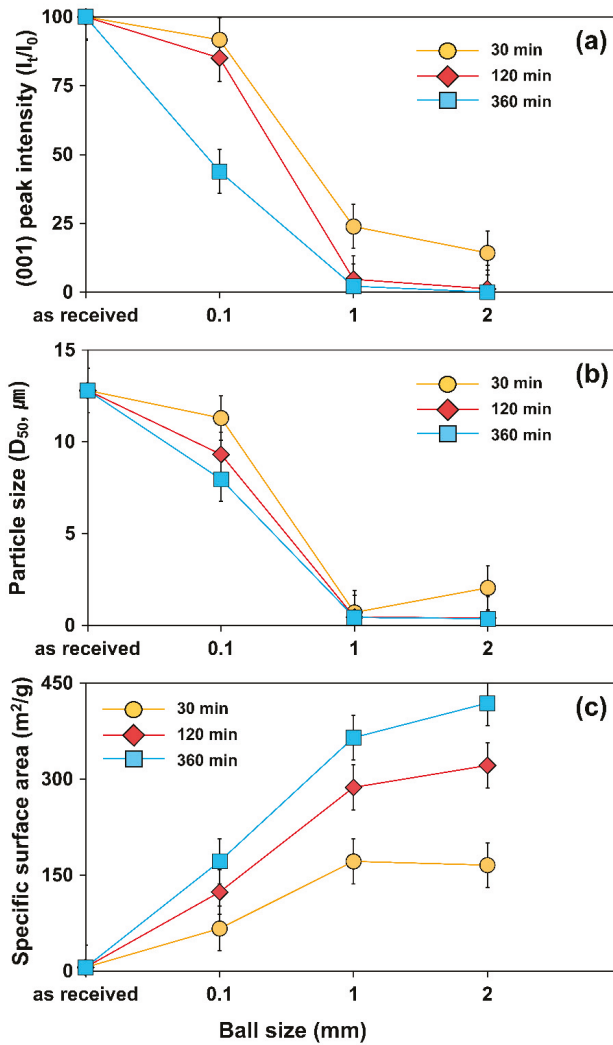 (001) peak intensity (Iₜ/I₀)
100
75
50
25
0
(a)
30 min
120 min
360 min
as received 0.1 1 2
Particle size (D₅₀, ㎛)
15
10
5
0
(b)
30 min
120 min
360 min
as received 0.1 1 2
Specific surface area (m²/g)
450
300
150
0
(c)
30 min
120 min
360 min
as received 0.1 1 2
Ball size (mm)